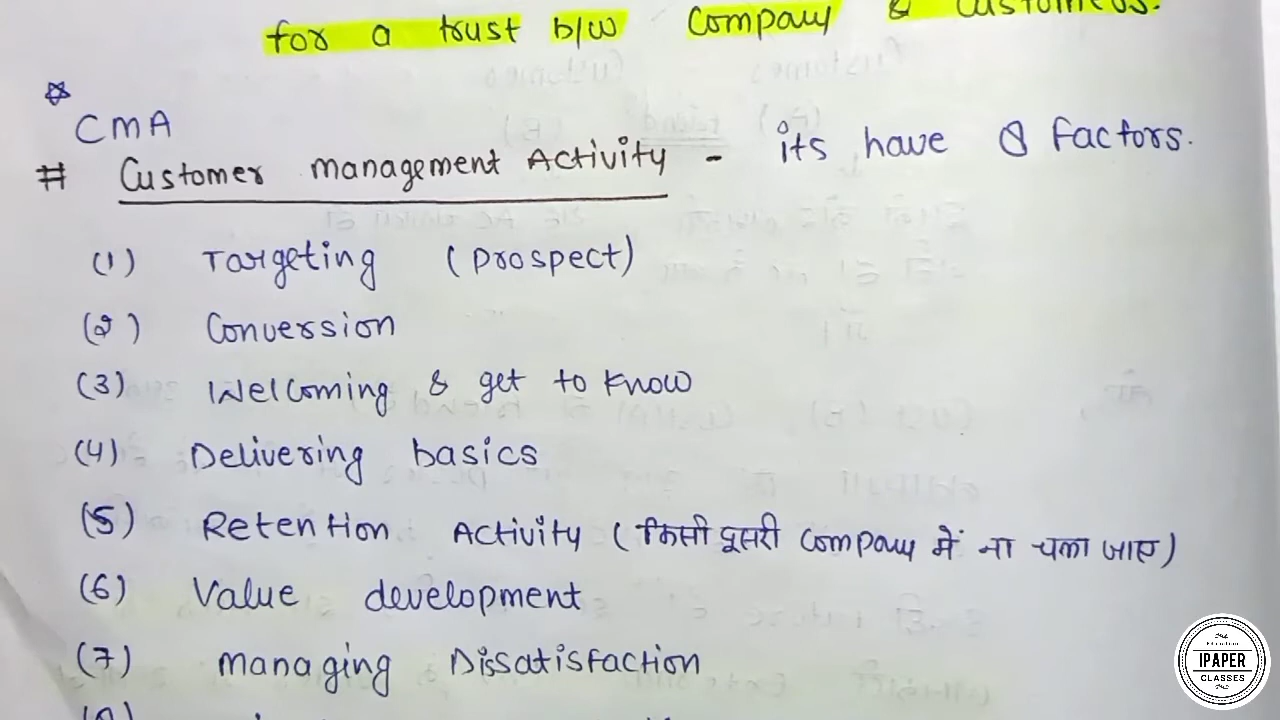 for a trust b/w Company & Customers.
CMA
# Customer management Activity - its have 8 factors.
(1) Targeting (prospect)
(2) Conversion
(3) Welcoming & get to know
(4) Delivering basics
(5) Retention Activity (किसी दूसरी company में ना चला जाए)
(6) Value development
(7) managing Dissatisfaction
IPAPER
CLASSES